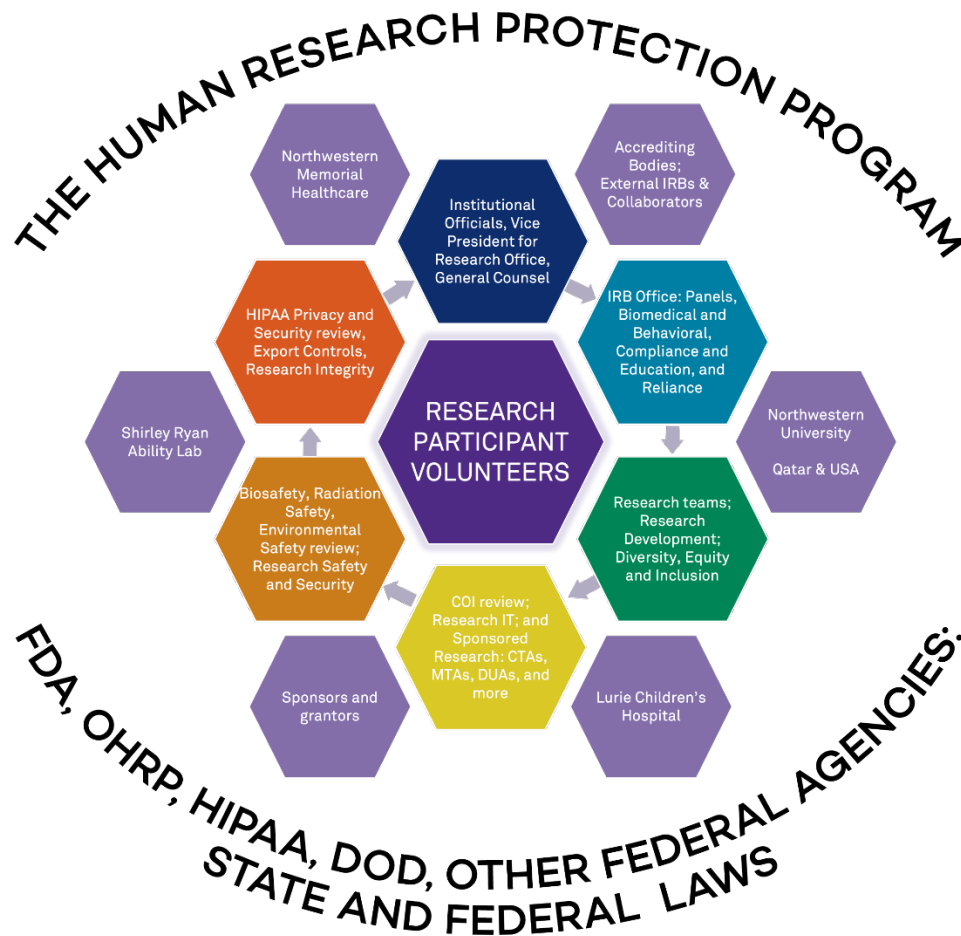 THE HUMAN RESEARCH PROTECTION PROGRAM
Northwestern
Memorial
Healthcare
Accrediting
Bodies;
External IRBs &
Collaborators
Institutional
Officials, Vice
President for
Research Office,
General Counsel
HIPAA Privacy and
Security review,
Export Controls,
Research Integrity
IRB Office: Panels,
Biomedical and
Behavioral,
Compliance and
Education, and
Reliance
RESEARCH
PARTICIPANT
VOLUNTEERS
Shirley Ryan
Ability Lab
Northwestern
University
Qatar & USA
Biosafety, Radiation
Safety,
Environmental
Safety review;
Research Safety
and Security
Research teams;
Research
Development;
Diversity, Equity
and Inclusion
COI review;
Research IT; and
Sponsored
Research: CTAs,
MTAs, DUAs, and
more
Sponsors and
grantors
Lurie Children's
Hospital
FDA, OHRP, HIPAA, DOD, OTHER FEDERAL AGENCIES:
STATE AND FEDERAL LAWS